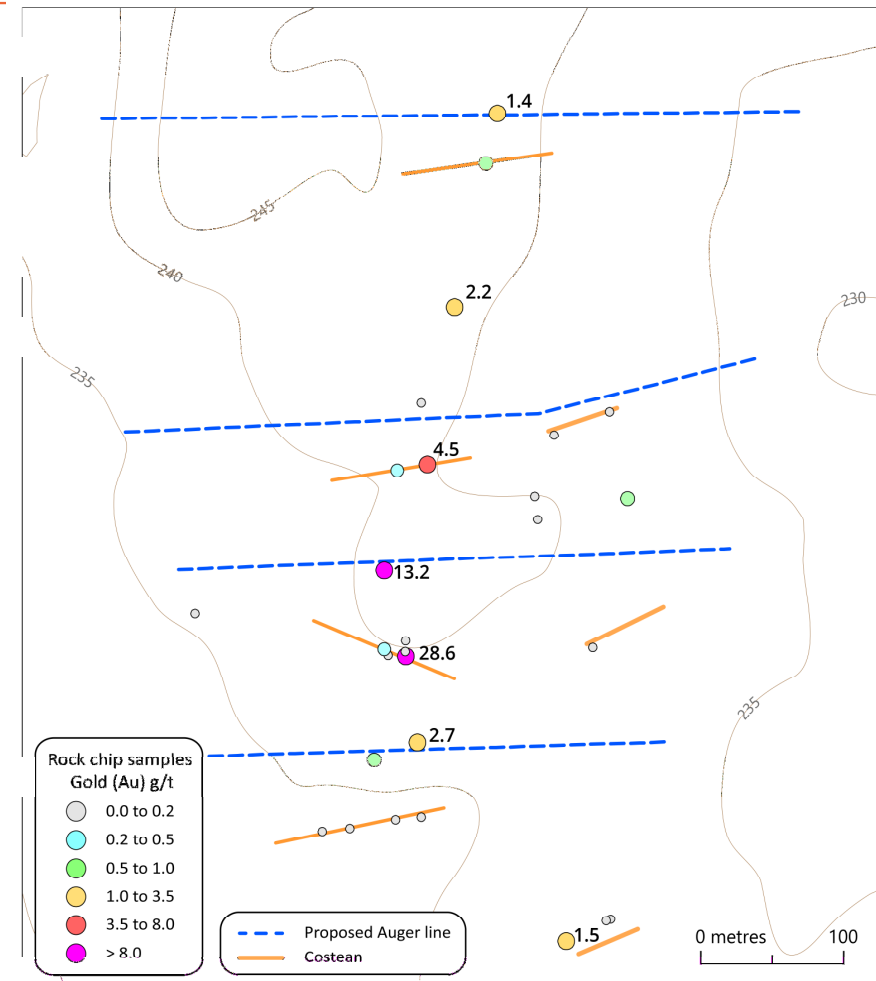 1.4
245
240
2.2
230
235
4.5
13.2
28.6
235
2.7
Rock chip samples
Gold (Au) g/t
0.0 to 0.2
0.2 to 0.5
0.5 to 1.0
1.0 to 3.5
3.5 to 8.0
> 8.0
Proposed Auger line
Costean
1.5
0 metres 100